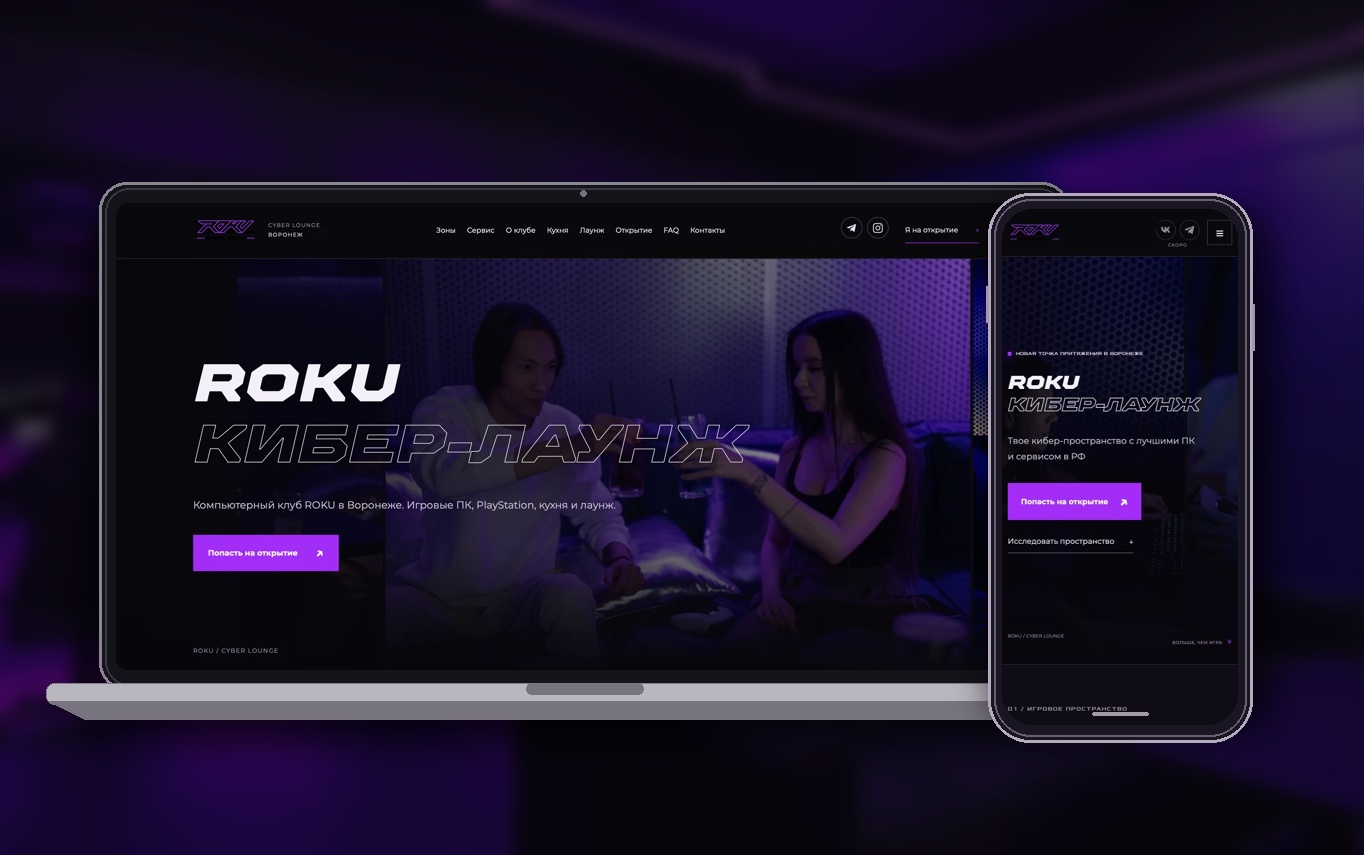 ROKU
CYBER LOUNGE
ВОРОНЕЖ
Зоны Сервис О клубе Кухня Лаунж Открытие FAQ Контакты
Я на открытие
ROKU
КИБЕР-ЛАУНЖ
Компьютерный клуб ROKU в Воронеже. Игровые ПК, PlayStation, кухня и лаунж.
Попасть на открытие
ROKU / CYBER LOUNGE
ROKU
СКОРО
НОВАЯ ТОЧКА ПРИТЯЖЕНИЯ В ВОРОНЕЖЕ
ROKU
КИБЕР-ЛАУНЖ
Твое кибер-пространство с лучшими ПК
и сервисом в РФ
Попасть на открытие
Исследовать пространство
ROKU / CYBER LOUNGE
БОЛЬШЕ, ЧЕМ ИГРА
01 / ИГРОВОЕ ПРОСТРАНСТВО